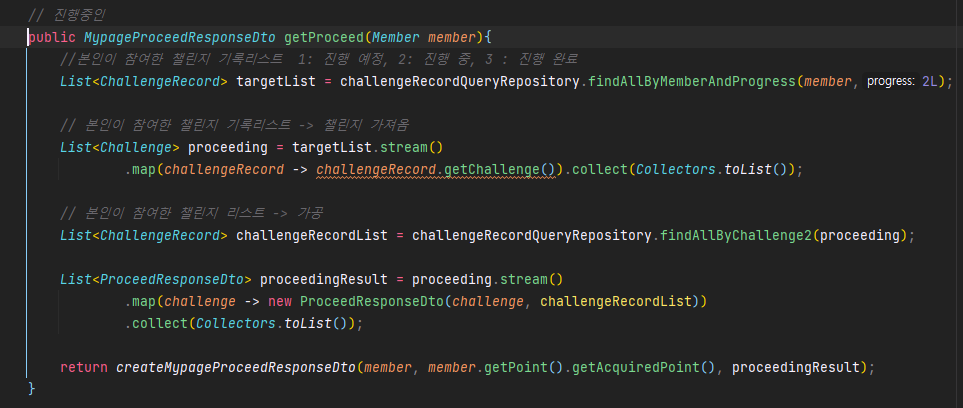 // 진행중인
public MypageProceedResponseDto getProceed(Member member){
//본인이 참여한 챌린지 기록리스트  1: 진행 예정, 2: 진행 중, 3 : 진행 완료
List<ChallengeRecord> targetList = challengeRecordQueryRepository.findAllByMemberAndProgress(member, progress: 2L);
// 본인이 참여한 챌린지 기록리스트 -> 챌린지 가져옴
List<Challenge> proceeding = targetList.stream()
.map(challengeRecord -> challengeRecord.getChallenge()).collect(Collectors.toList());
// 본인이 참여한 챌린지 리스트 -> 가공
List<ChallengeRecord> challengeRecordList = challengeRecordQueryRepository.findAllByChallenge2(proceeding);
List<ProceedResponseDto> proceedingResult = proceeding.stream()
.map(challenge -> new ProceedResponseDto(challenge, challengeRecordList))
.collect(Collectors.toList());
return createMypageProceedResponseDto(member, member.getPoint().getAcquiredPoint(), proceedingResult);
}